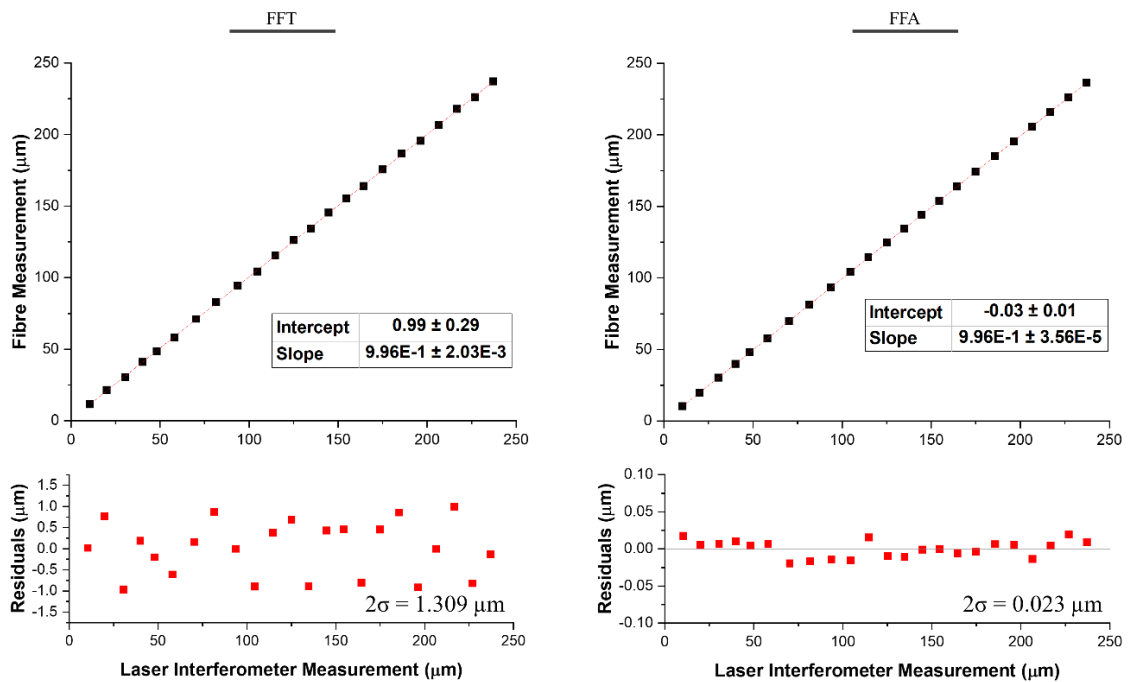 FFT
250
200
150
100
50
0
Fibre Measurement (μm)
Intercept 0.99 ± 0.29
Slope 9.96E-1 ± 2.03E-3
0 50 100 150 200 250
1.5
1.0
0.5
0.0
-0.5
-1.0
-1.5
Residuals (μm)
2σ = 1.309 μm
0 50 100 150 200 250
Laser Interferometer Measurement (μm)
FFA
250
200
150
100
50
0
Fibre Measurement (μm)
Intercept -0.03 ± 0.01
Slope 9.96E-1 ± 3.56E-5
0 50 100 150 200 250
0.10
0.05
0.00
-0.05
-0.10
Residuals (μm)
2σ = 0.023 μm
0 50 100 150 200 250
Laser Interferometer Measurement (μm)